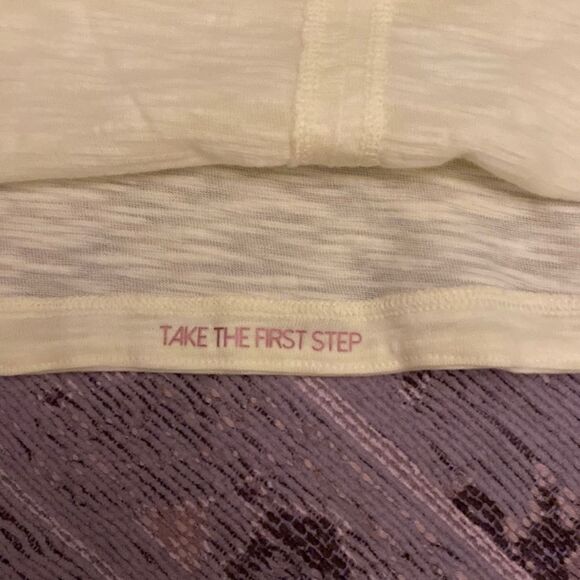 TAKE THE FIRST STEP